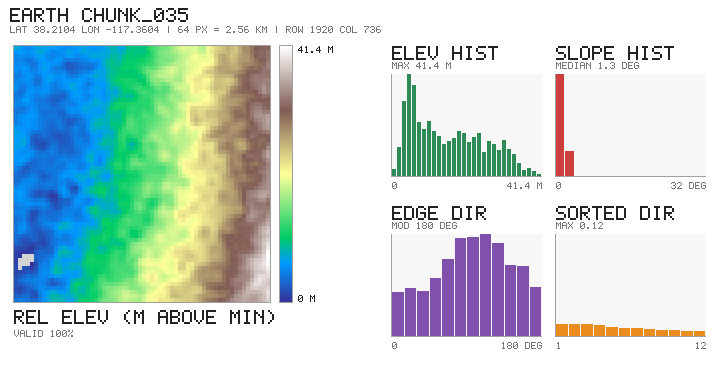 EARTH CHUNK_035
LAT 38.2104 LON -117.3604 | 64 PX = 2.56 KM | ROW 1920 COL 736
41.4 M
0 M
REL ELEV (M ABOVE MIN)
VALID 100%
ELEV HIST
MAX 41.4 M
0 41.4 M
SLOPE HIST
MEDIAN 1.3 DEG
0 32 DEG
EDGE DIR
MOD 180 DEG
0 180 DEG
SORTED DIR
MAX 0.12
1 12